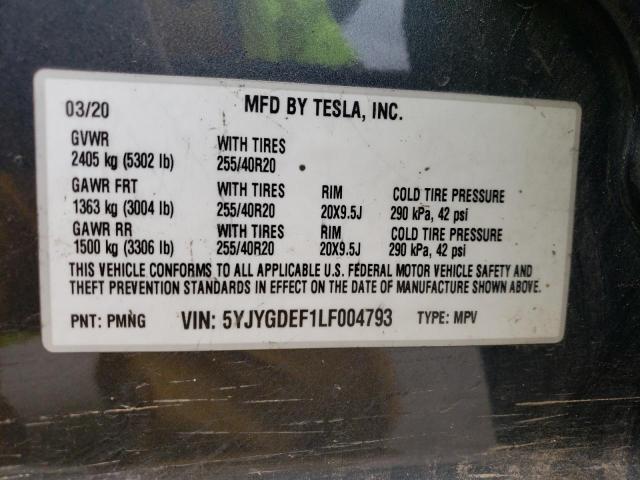 03/20 MFD BY TESLA, INC.
GVWR WITH TIRES
2405 kg (5302 lb) 255/40R20
GAWR FRT WITH TIRES RIM COLD TIRE PRESSURE
1363 kg (3004 lb) 255/40R20 20X9.5J 290 kPa, 42 psi
GAWR RR WITH TIRES RIM COLD TIRE PRESSURE
1500 kg (3306 lb) 255/40R20 20X9.5J 290 kPa, 42 psi
THIS VEHICLE CONFORMS TO ALL APPLICABLE U.S. FEDERAL MOTOR VEHICLE SAFETY AND
THEFT PREVENTION STANDARDS IN EFFECT ON THE DATE OF MANUFACTURE SHOWN ABOVE.
PNT: PMNG VIN: 5YJYGDEF1LF004793 TYPE: MPV